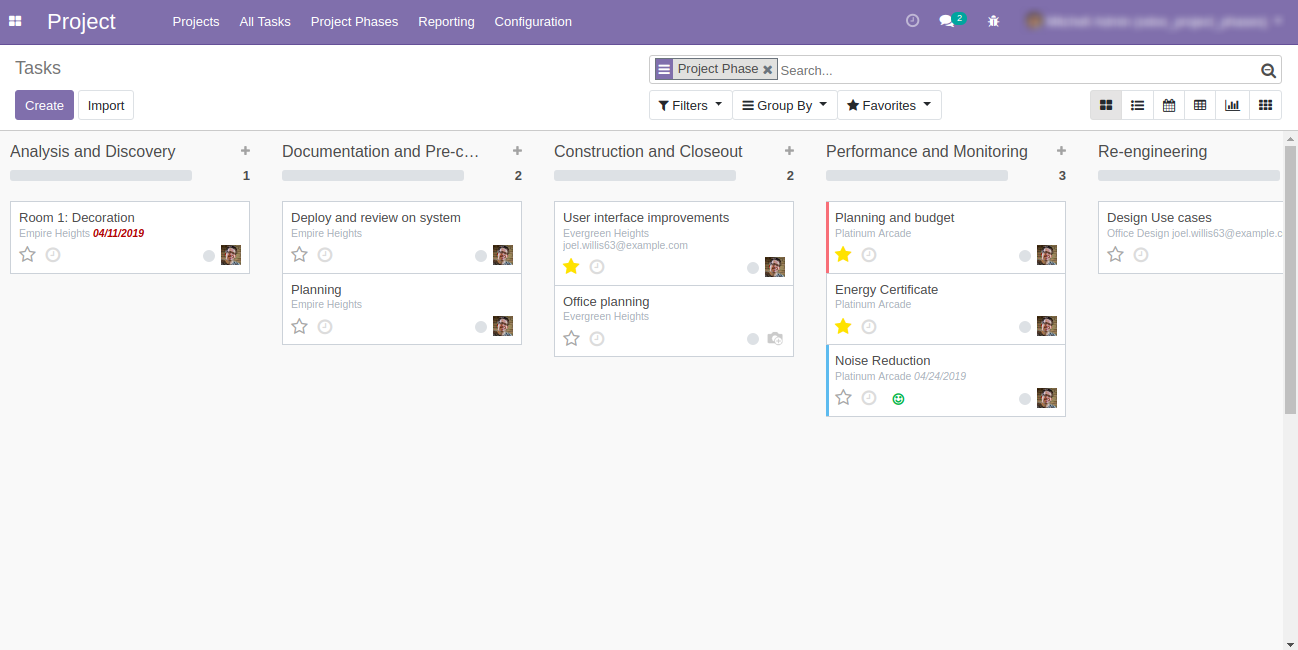 Project
Projects All Tasks Project Phases Reporting Configuration
2
Tasks
Project Phase
Search...
Create Import
Filters Group By Favorites
Analysis and Discovery
1
Room 1: Decoration
Empire Heights 04/11/2019
Documentation and Pre-c...
2
Deploy and review on system
Empire Heights
Planning
Empire Heights
Construction and Closeout
2
User interface improvements
Evergreen Heights
joel.willis63@example.com
Office planning
Evergreen Heights
Performance and Monitoring
3
Planning and budget
Platinum Arcade
Energy Certificate
Platinum Arcade
Noise Reduction
Platinum Arcade 04/24/2019
Re-engineering
Design Use cases
Office Design joel.willis63@example.c